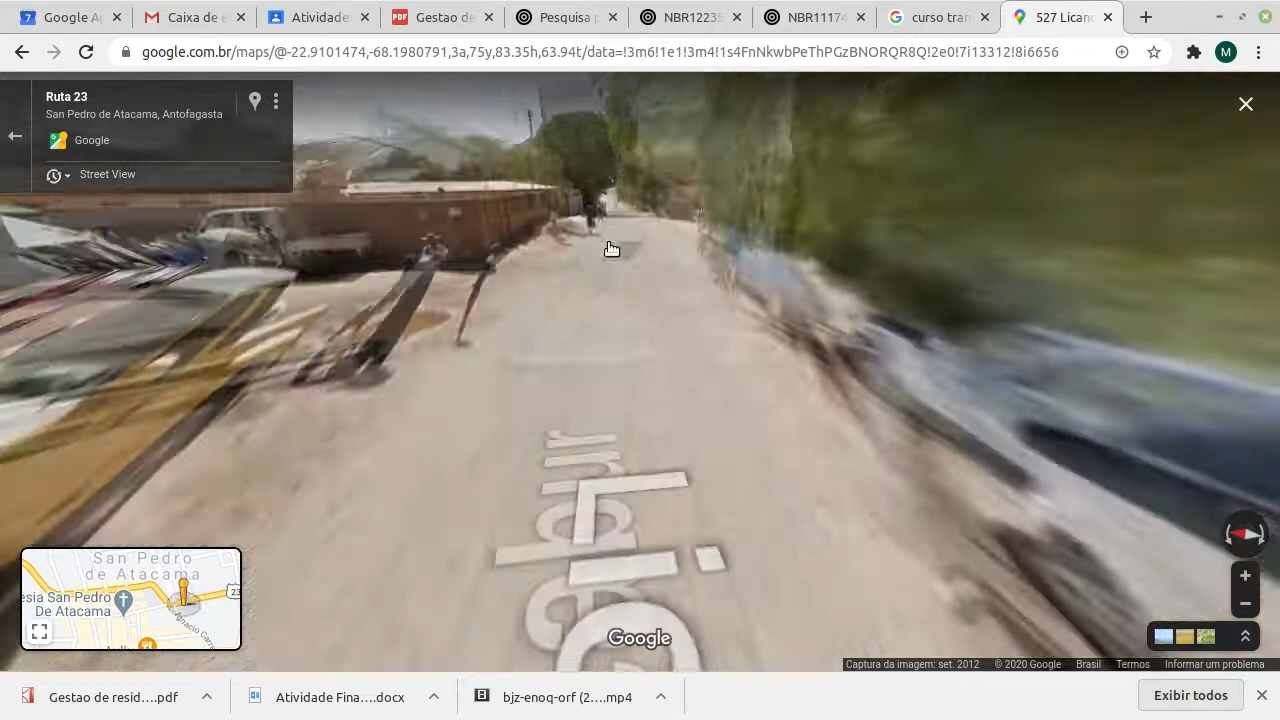 Google A
Caixa de e
Atividade
Gestao de
Pesquisa p
NBR1223
NBR11174
curso tran
527 Lican
google.com.br/maps/@-22.9101474,-68.1980791,3a,75y,83.35h,63.94t/data=!3m6!1e1!3m4!1s4FnNkwbPeThPGzBNORQR8Q!2e0!7i13312!8i6656
M
Ruta 23
San Pedro de Atacama, Antofagasta
Google
Street View
San Pedro
de Atacama
esia San Pedro
De Atacama
23
Ignacio Carre
Google
Captura da imagem: set. 2012
© 2020 Google
Brasil
Termos
Informar um problema
Gestao de resid....pdf
Atividade Fina....docx
bjz-enoq-orf (2....mp4
Exibir todos